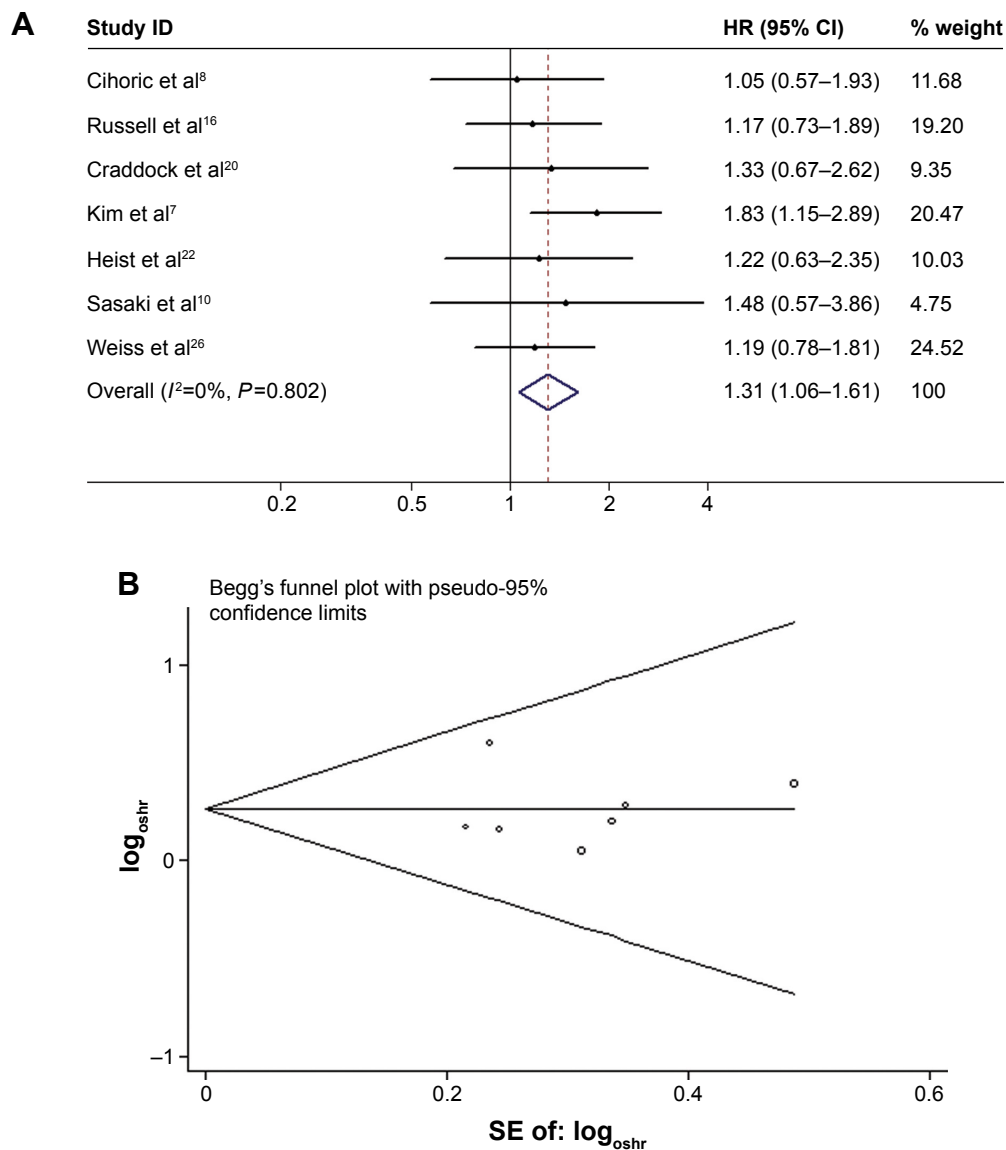 A
Study ID HR (95% CI) % weight
Cihoric et al⁸ 1.05 (0.57–1.93) 11.68
Russell et al¹⁶ 1.17 (0.73–1.89) 19.20
Craddock et al²⁰ 1.33 (0.67–2.62) 9.35
Kim et al⁷ 1.83 (1.15–2.89) 20.47
Heist et al²² 1.22 (0.63–2.35) 10.03
Sasaki et al¹⁰ 1.48 (0.57–3.86) 4.75
Weiss et al²⁶ 1.19 (0.78–1.81) 24.52
Overall (I²=0%, P=0.802) 1.31 (1.06–1.61) 100
0.2 0.5 1 2 4
B
Begg's funnel plot with pseudo-95%
confidence limits
1
0
–1
log oshr
0 0.2 0.4 0.6
SE of: log oshr